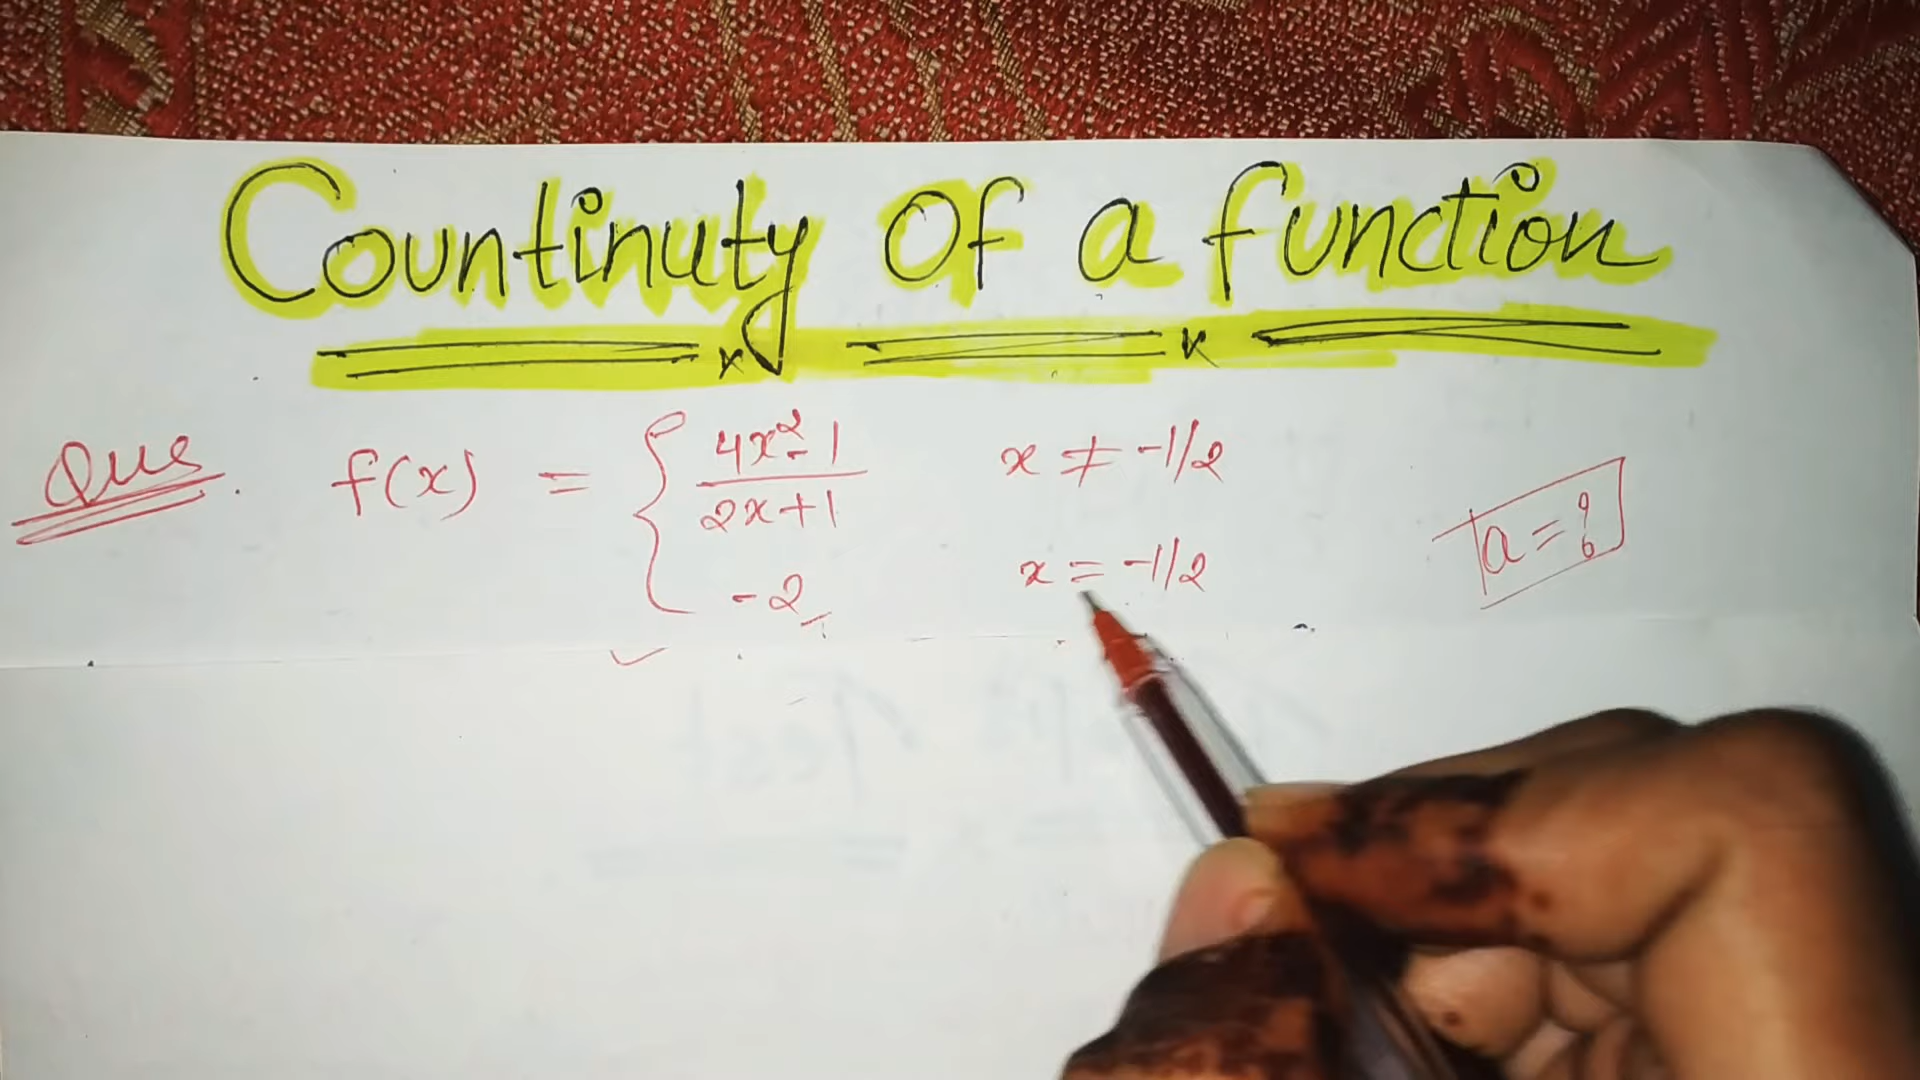 Countinuty Of a function
Que. f(x) = { 4x²-1 / 2x+1 x ≠ -1/2
-2 x = -1/2
a = ?